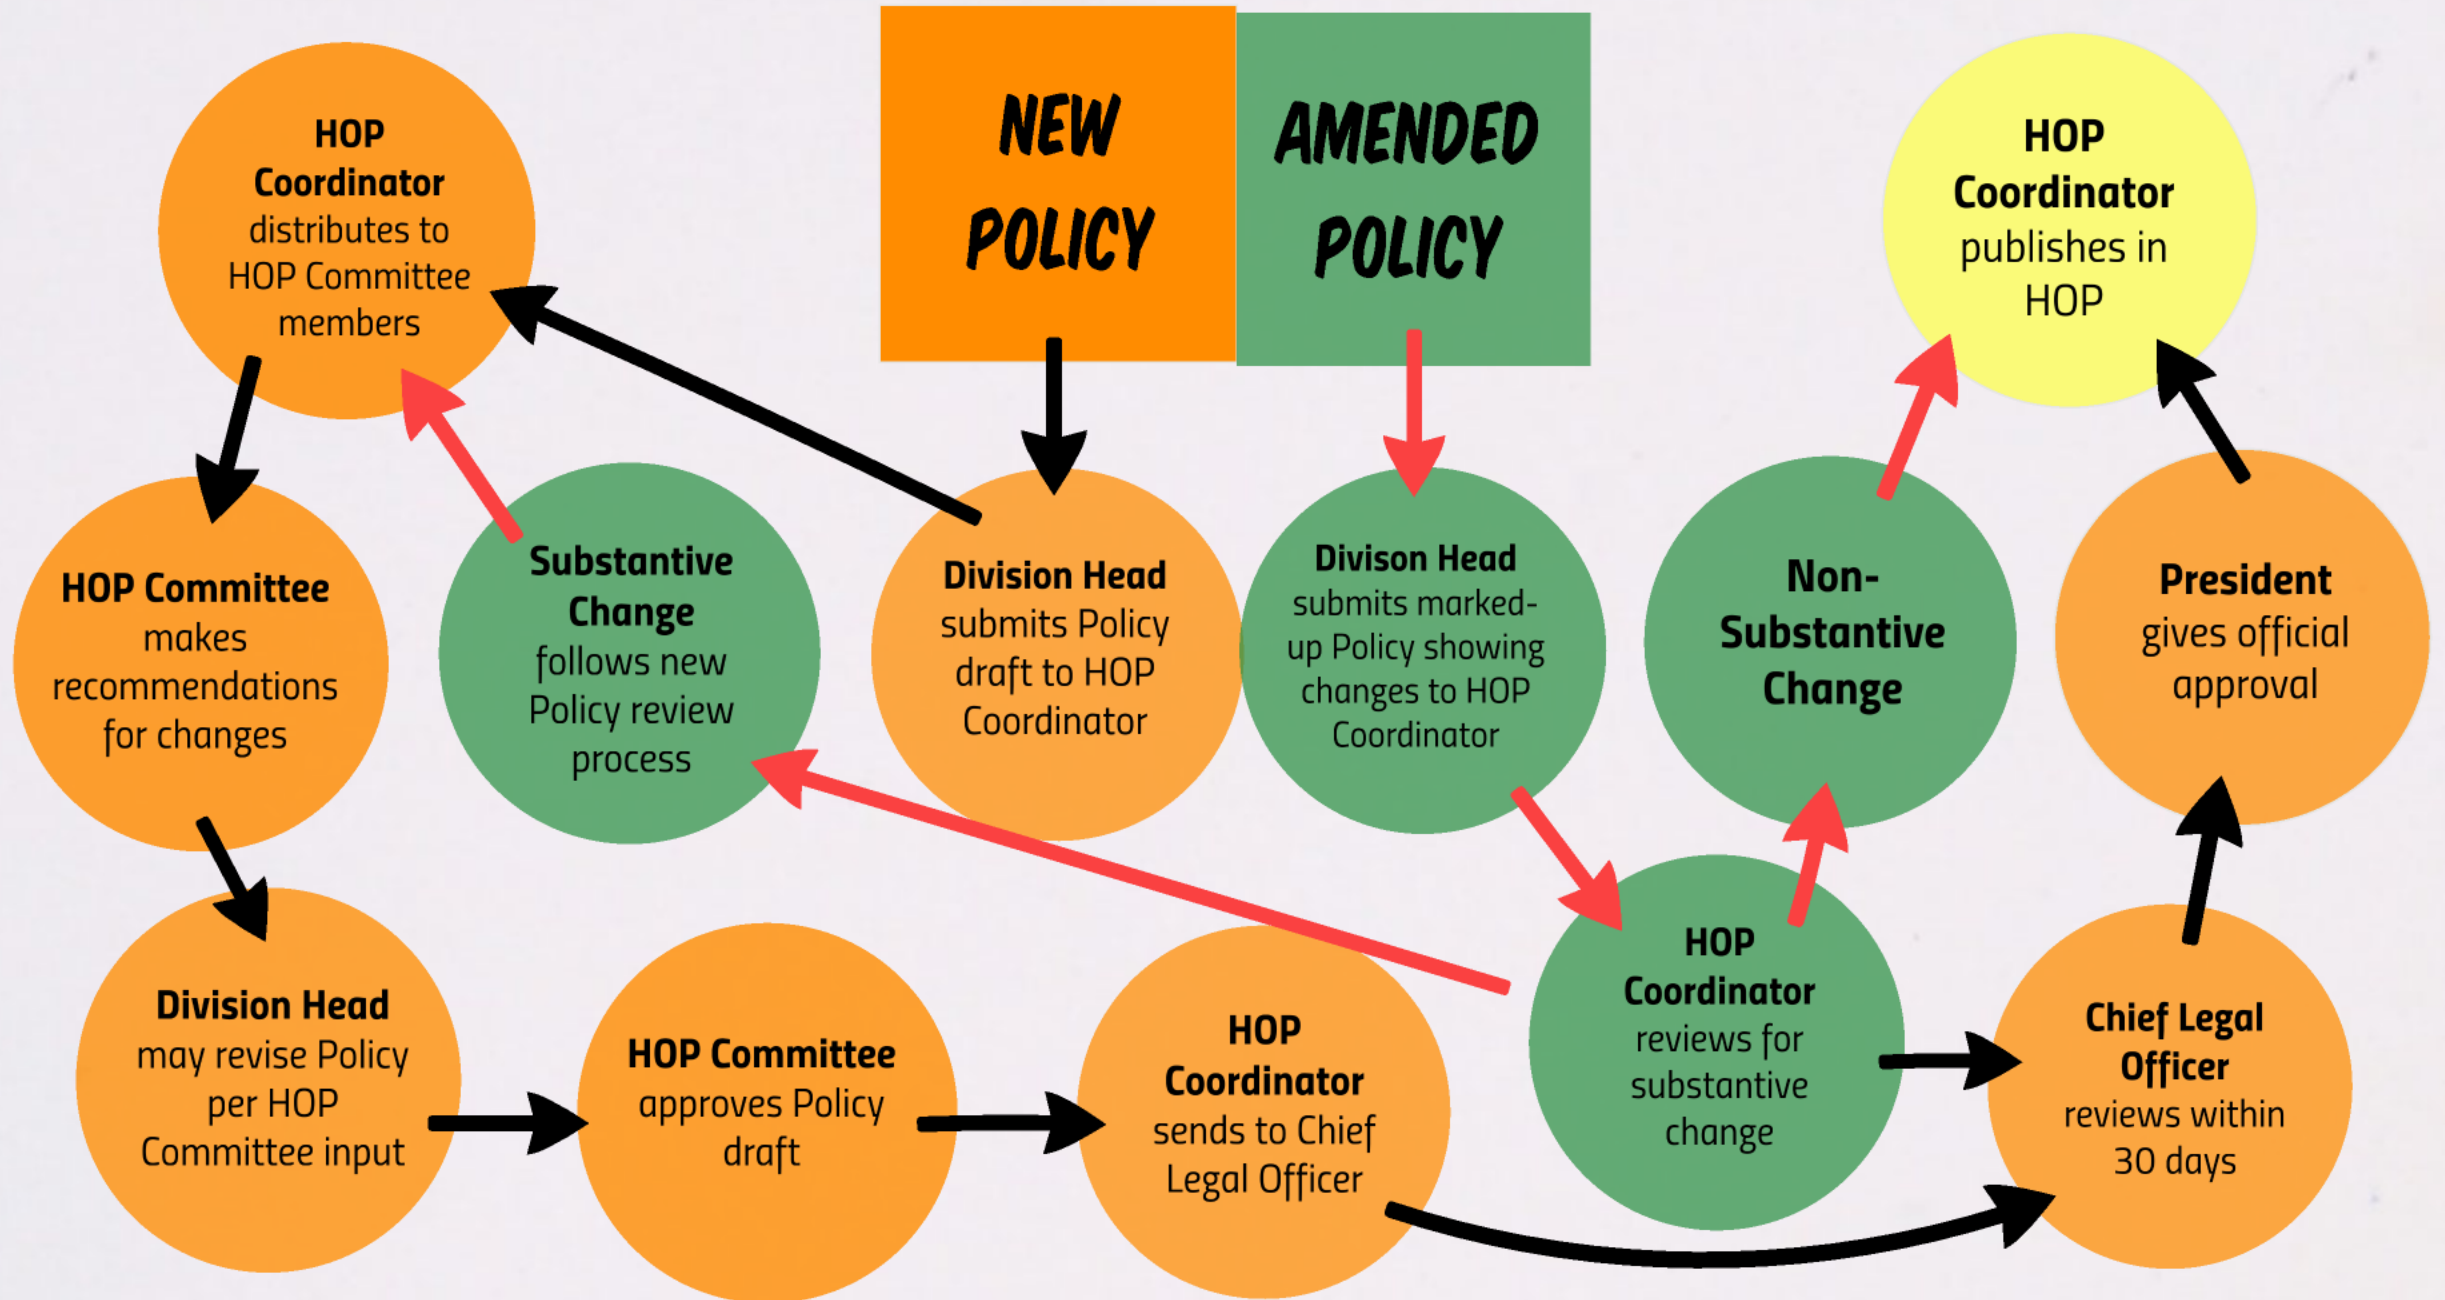 NEW
POLICY
AMENDED
POLICY
HOP
Coordinator
distributes to
HOP Committee
members
HOP
Coordinator
publishes in
HOP
HOP Committee
makes
recommendations
for changes
Substantive
Change
follows new
Policy review
process
Division Head
submits Policy
draft to HOP
Coordinator
Divison Head
submits marked-
up Policy showing
changes to HOP
Coordinator
Non-
Substantive
Change
President
gives official
approval
Division Head
may revise Policy
per HOP
Committee input
HOP Committee
approves Policy
draft
HOP
Coordinator
sends to Chief
Legal Officer
HOP
Coordinator
reviews for
substantive
change
Chief Legal
Officer
reviews within
30 days